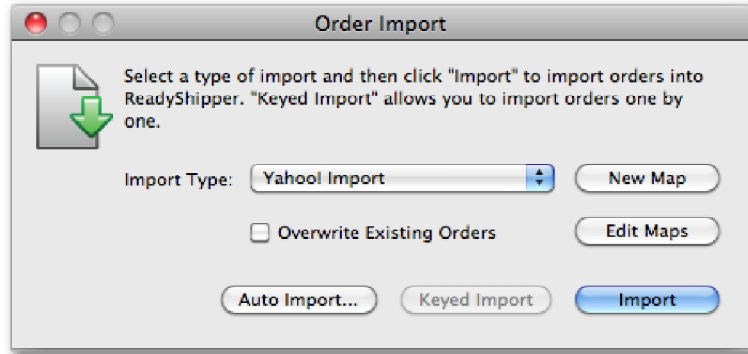 Order Import
Select a type of import and then click "Import" to import orders into
ReadyShipper. "Keyed Import" allows you to import orders one by
one.
Import Type: Yahoo! Import New Map
Overwrite Existing Orders Edit Maps
Auto Import... Keyed Import Import